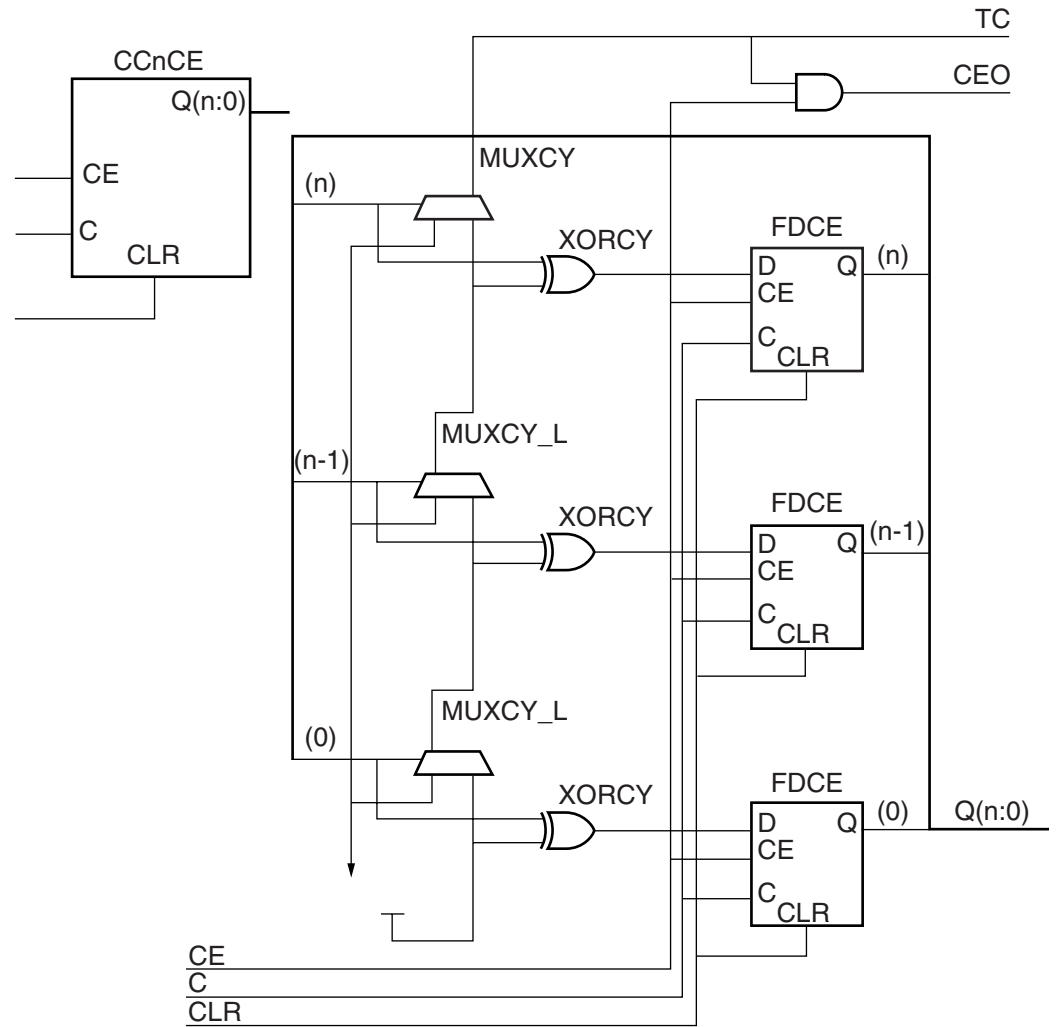 TC
CCnCE
CEO
Q(n:0)
MUXCY
CE
(n)
C
XORCY
FDCE
CLR
D
Q
(n)
CE
C
CLR
MUXCY_L
(n-1)
XORCY
FDCE
D
Q
(n-1)
CE
C
CLR
MUXCY_L
(0)
XORCY
FDCE
D
Q
(0)
Q(n:0)
CE
C
CLR
CE
C
CLR